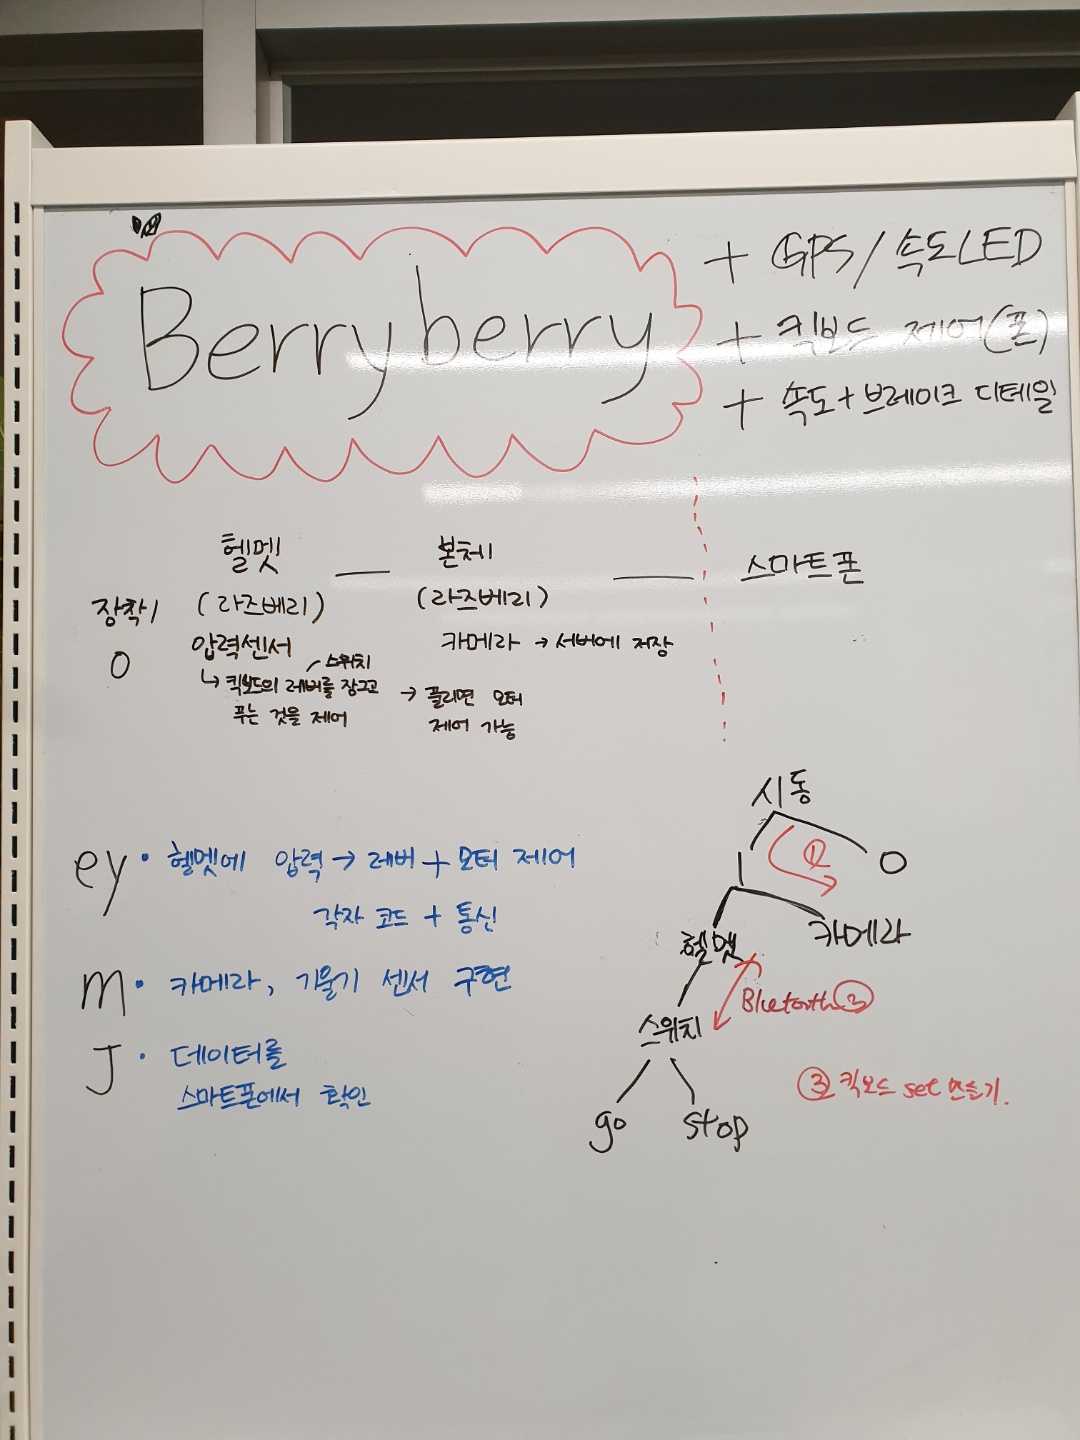 Berryberry
+ GPS/속도LED
+ 킥보드 제어(폰)
+ 속도+브레이크 디테일
헬멧 — 본체 — 스마트폰
장착 1 (라즈베리) (라즈베리)
0 압력센서 카메라 → 서버에 저장
스위치
↳ 킥보드의 레버를 잠그고 → 풀리면 모터
푸는 것을 제어 제어 가능
ey · 헬멧에 압력 → 레버 + 모터 제어
각자 코드 + 통신
m · 카메라, 기울기 센서 구현
J · 데이터를
스마트폰에서 확인
시동
1 0
헬멧 카메라
Bluetooth
스위치
go stop
③ 킥보드 set 만들기.